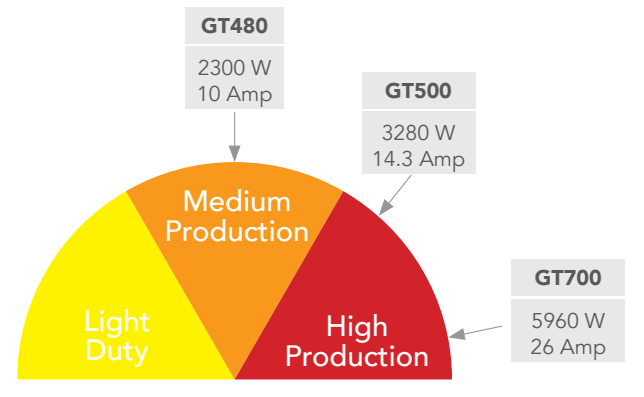 GT480
2300 W
10 Amp
GT500
3280 W
14.3 Amp
Medium
Production
GT700
5960 W
26 Amp
Light
Duty
High
Production